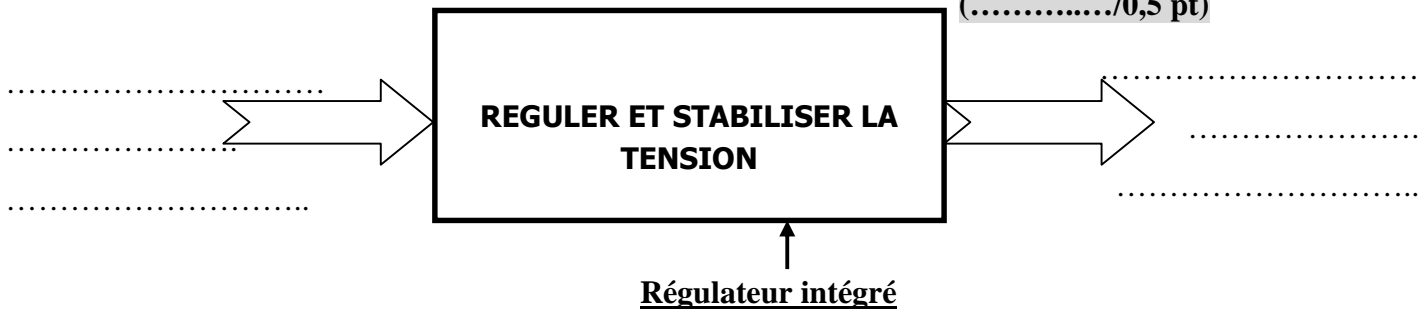 (………..…/0,5 pt)
…………………………
………………….
………………………..
REGULER ET STABILISER LA
TENSION
…………………………
………………….
………………………..
Régulateur intégré